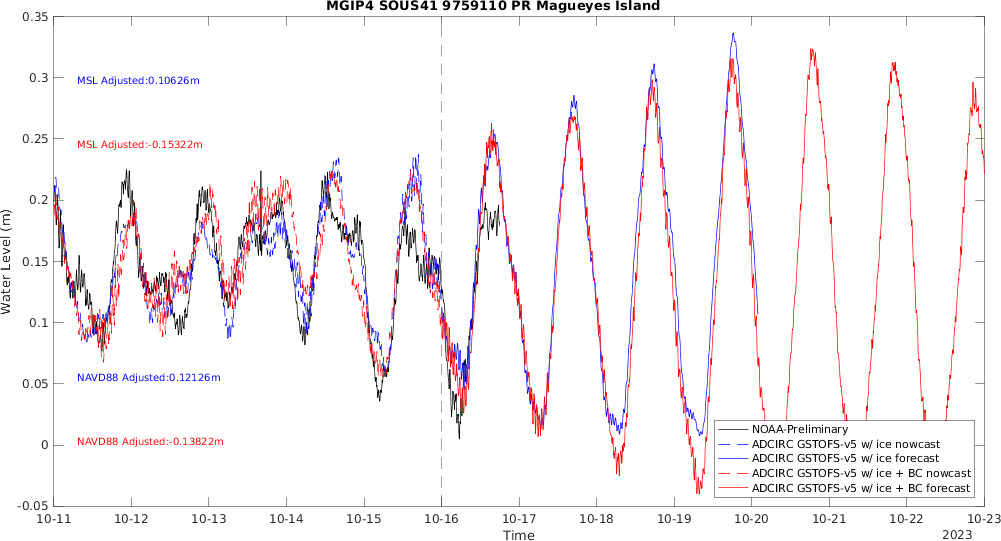 MGIP4 SOUS41 9759110 PR Magueyes Island
0.35
0.3
0.25
0.2
0.15
0.1
0.05
0
-0.05
Water Level (m)
MSL Adjusted:0.10626m
MSL Adjusted:-0.15322m
NAVD88 Adjusted:0.12126m
NAVD88 Adjusted:-0.13822m
NOAA-Preliminary
ADCIRC GSTOFS-v5 w/ ice nowcast
ADCIRC GSTOFS-v5 w/ ice forecast
ADCIRC GSTOFS-v5 w/ ice + BC nowcast
ADCIRC GSTOFS-v5 w/ ice + BC forecast
10-11 10-12 10-13 10-14 10-15 10-16 10-17 10-18 10-19 10-20 10-21 10-22 10-23
Time
2023